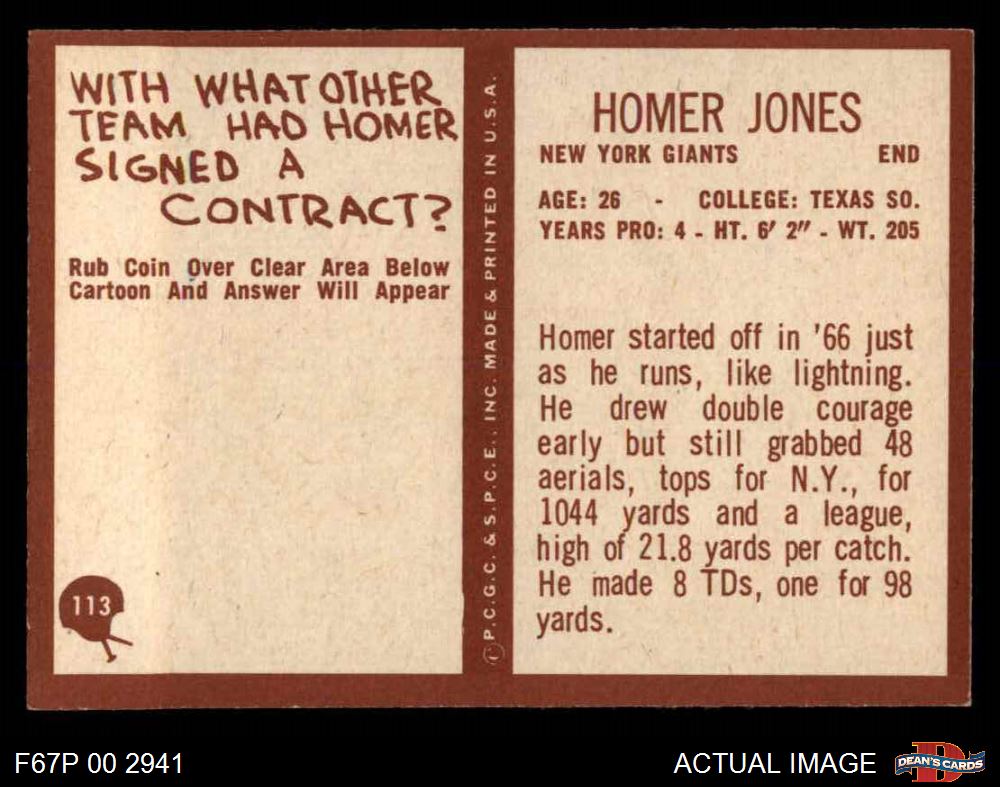 WITH WHAT OTHER
TEAM HAD HOMER
SIGNED A
CONTRACT?
Rub Coin Over Clear Area Below
Cartoon And Answer Will Appear
113
© P.C.G.C. & S.P.C.E., INC. MADE & PRINTED IN U.S.A.
HOMER JONES
NEW YORK GIANTS END
AGE: 26 - COLLEGE: TEXAS SO.
YEARS PRO: 4 - HT. 6' 2" - WT. 205
Homer started off in '66 just
as he runs, like lightning.
He drew double courage
early but still grabbed 48
aerials, tops for N.Y., for
1044 yards and a league,
high of 21.8 yards per catch.
He made 8 TDs, one for 98
yards.
F67P 00 2941
ACTUAL IMAGE
D
DEAN'S CARDS